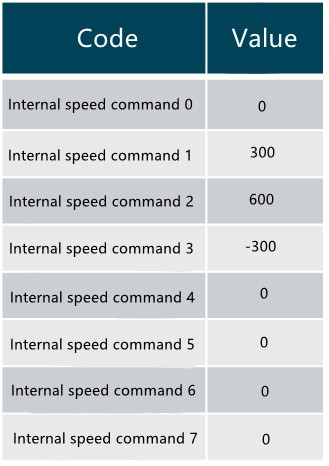 Code Value
Internal speed command 0 0
Internal speed command 1 300
Internal speed command 2 600
Internal speed command 3 -300
Internal speed command 4 0
Internal speed command 5 0
Internal speed command 6 0
Internal speed command 7 0